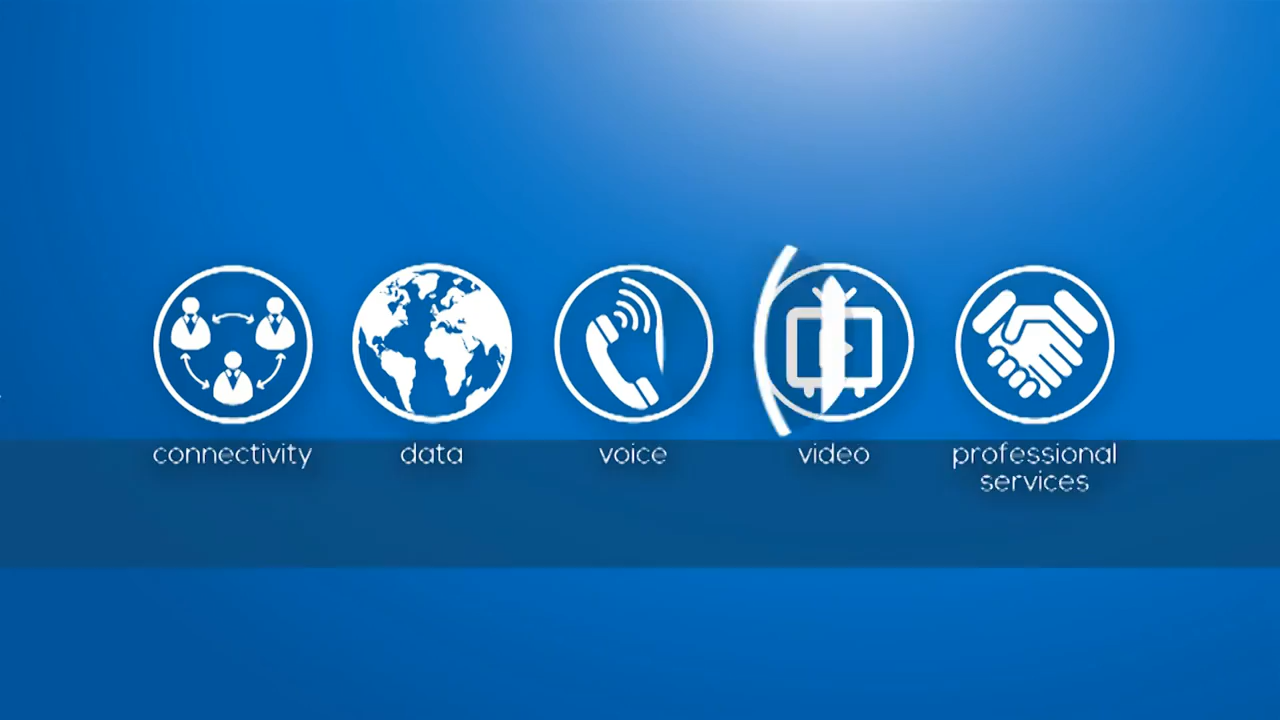 connectivity
data
voice
video
professional
services